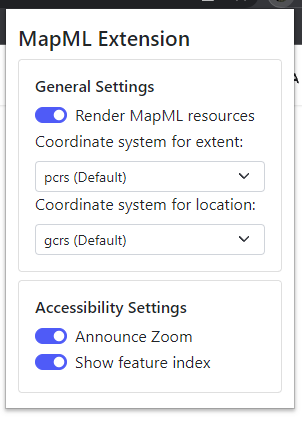 MapML Extension
General Settings
Render MapML resources
Coordinate system for extent:
pcrs (Default)
Coordinate system for location:
gcrs (Default)
Accessibility Settings
Announce Zoom
Show feature index